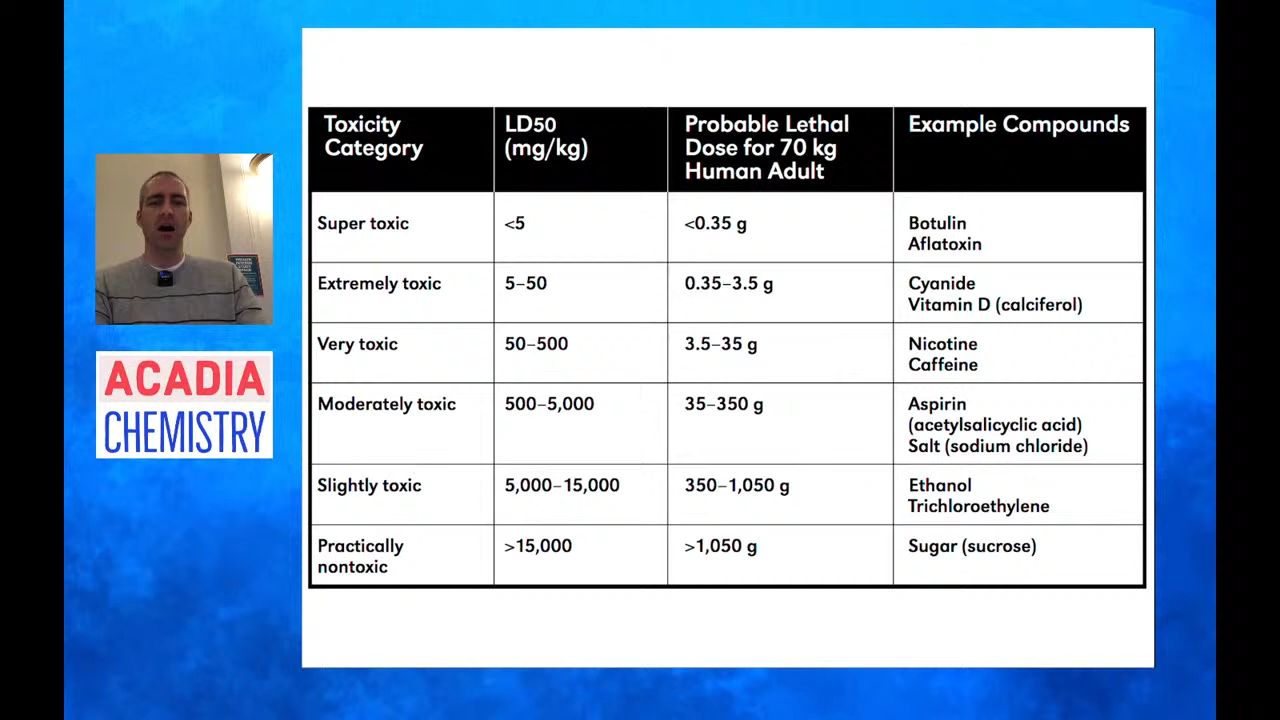 Toxicity
Category
LD50
(mg/kg)
Probable Lethal
Dose for 70 kg
Human Adult
Example Compounds
Super toxic
<5
<0.35 g
Botulin
Aflatoxin
Extremely toxic
5–50
0.35–3.5 g
Cyanide
Vitamin D (calciferol)
Very toxic
50–500
3.5–35 g
Nicotine
Caffeine
Moderately toxic
500–5,000
35–350 g
Aspirin
(acetylsalicyclic acid)
Salt (sodium chloride)
Slightly toxic
5,000–15,000
350–1,050 g
Ethanol
Trichloroethylene
Practically
nontoxic
>15,000
>1,050 g
Sugar (sucrose)
ACADIA
CHEMISTRY